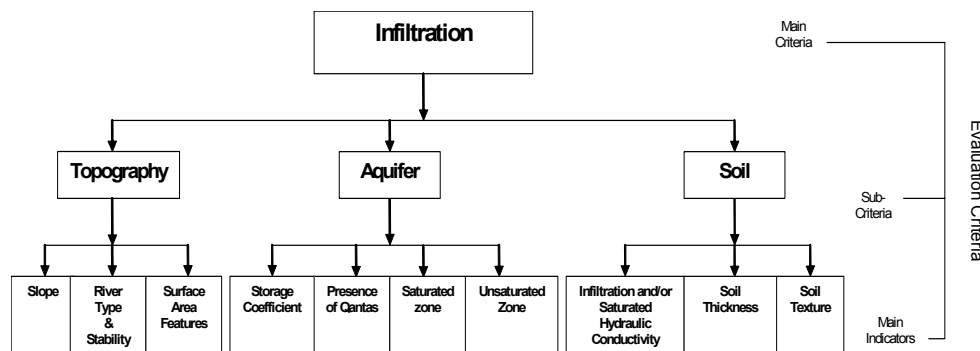 Infiltration
Main
Criteria
Topography
Aquifer
Soil
Sub-
Criteria
Evaluation Criteria
Slope
River
Type
&
Stability
Surface
Area
Features
Storage
Coefficient
Presence
of Qantas
Saturated
zone
Unsaturated
Zone
Infiltration and/or
Saturated
Hydraulic
Conductivity
Soil
Thickness
Soil
Texture
Main
Indicators